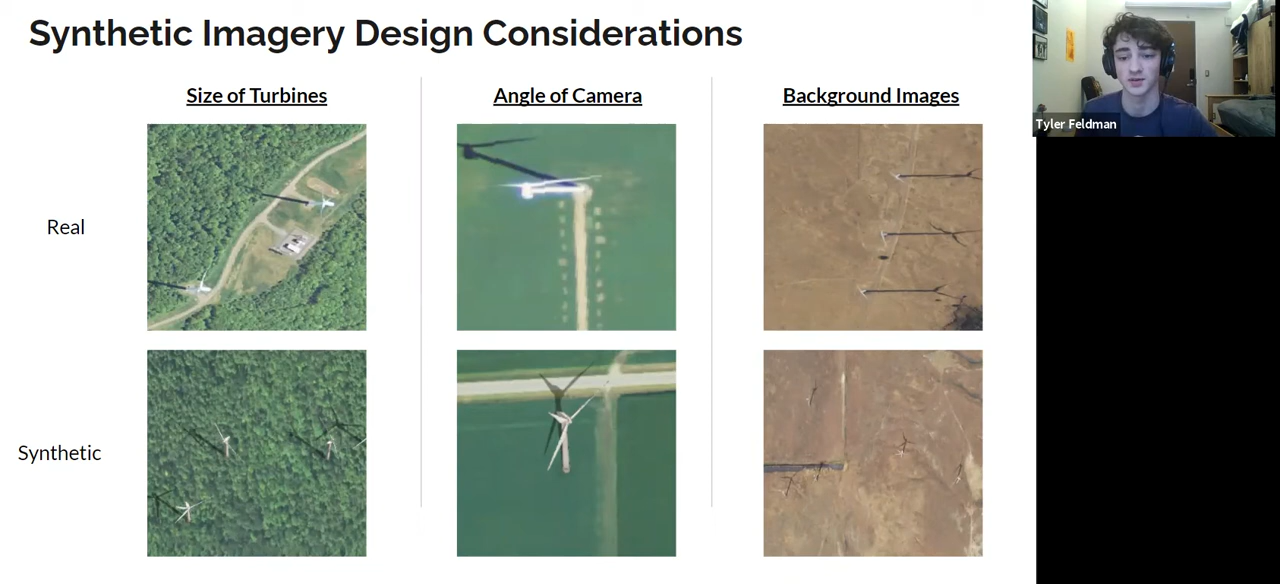 Synthetic Imagery Design Considerations
Size of Turbines
Angle of Camera
Background Images
Real
Synthetic
Tyler Feldman